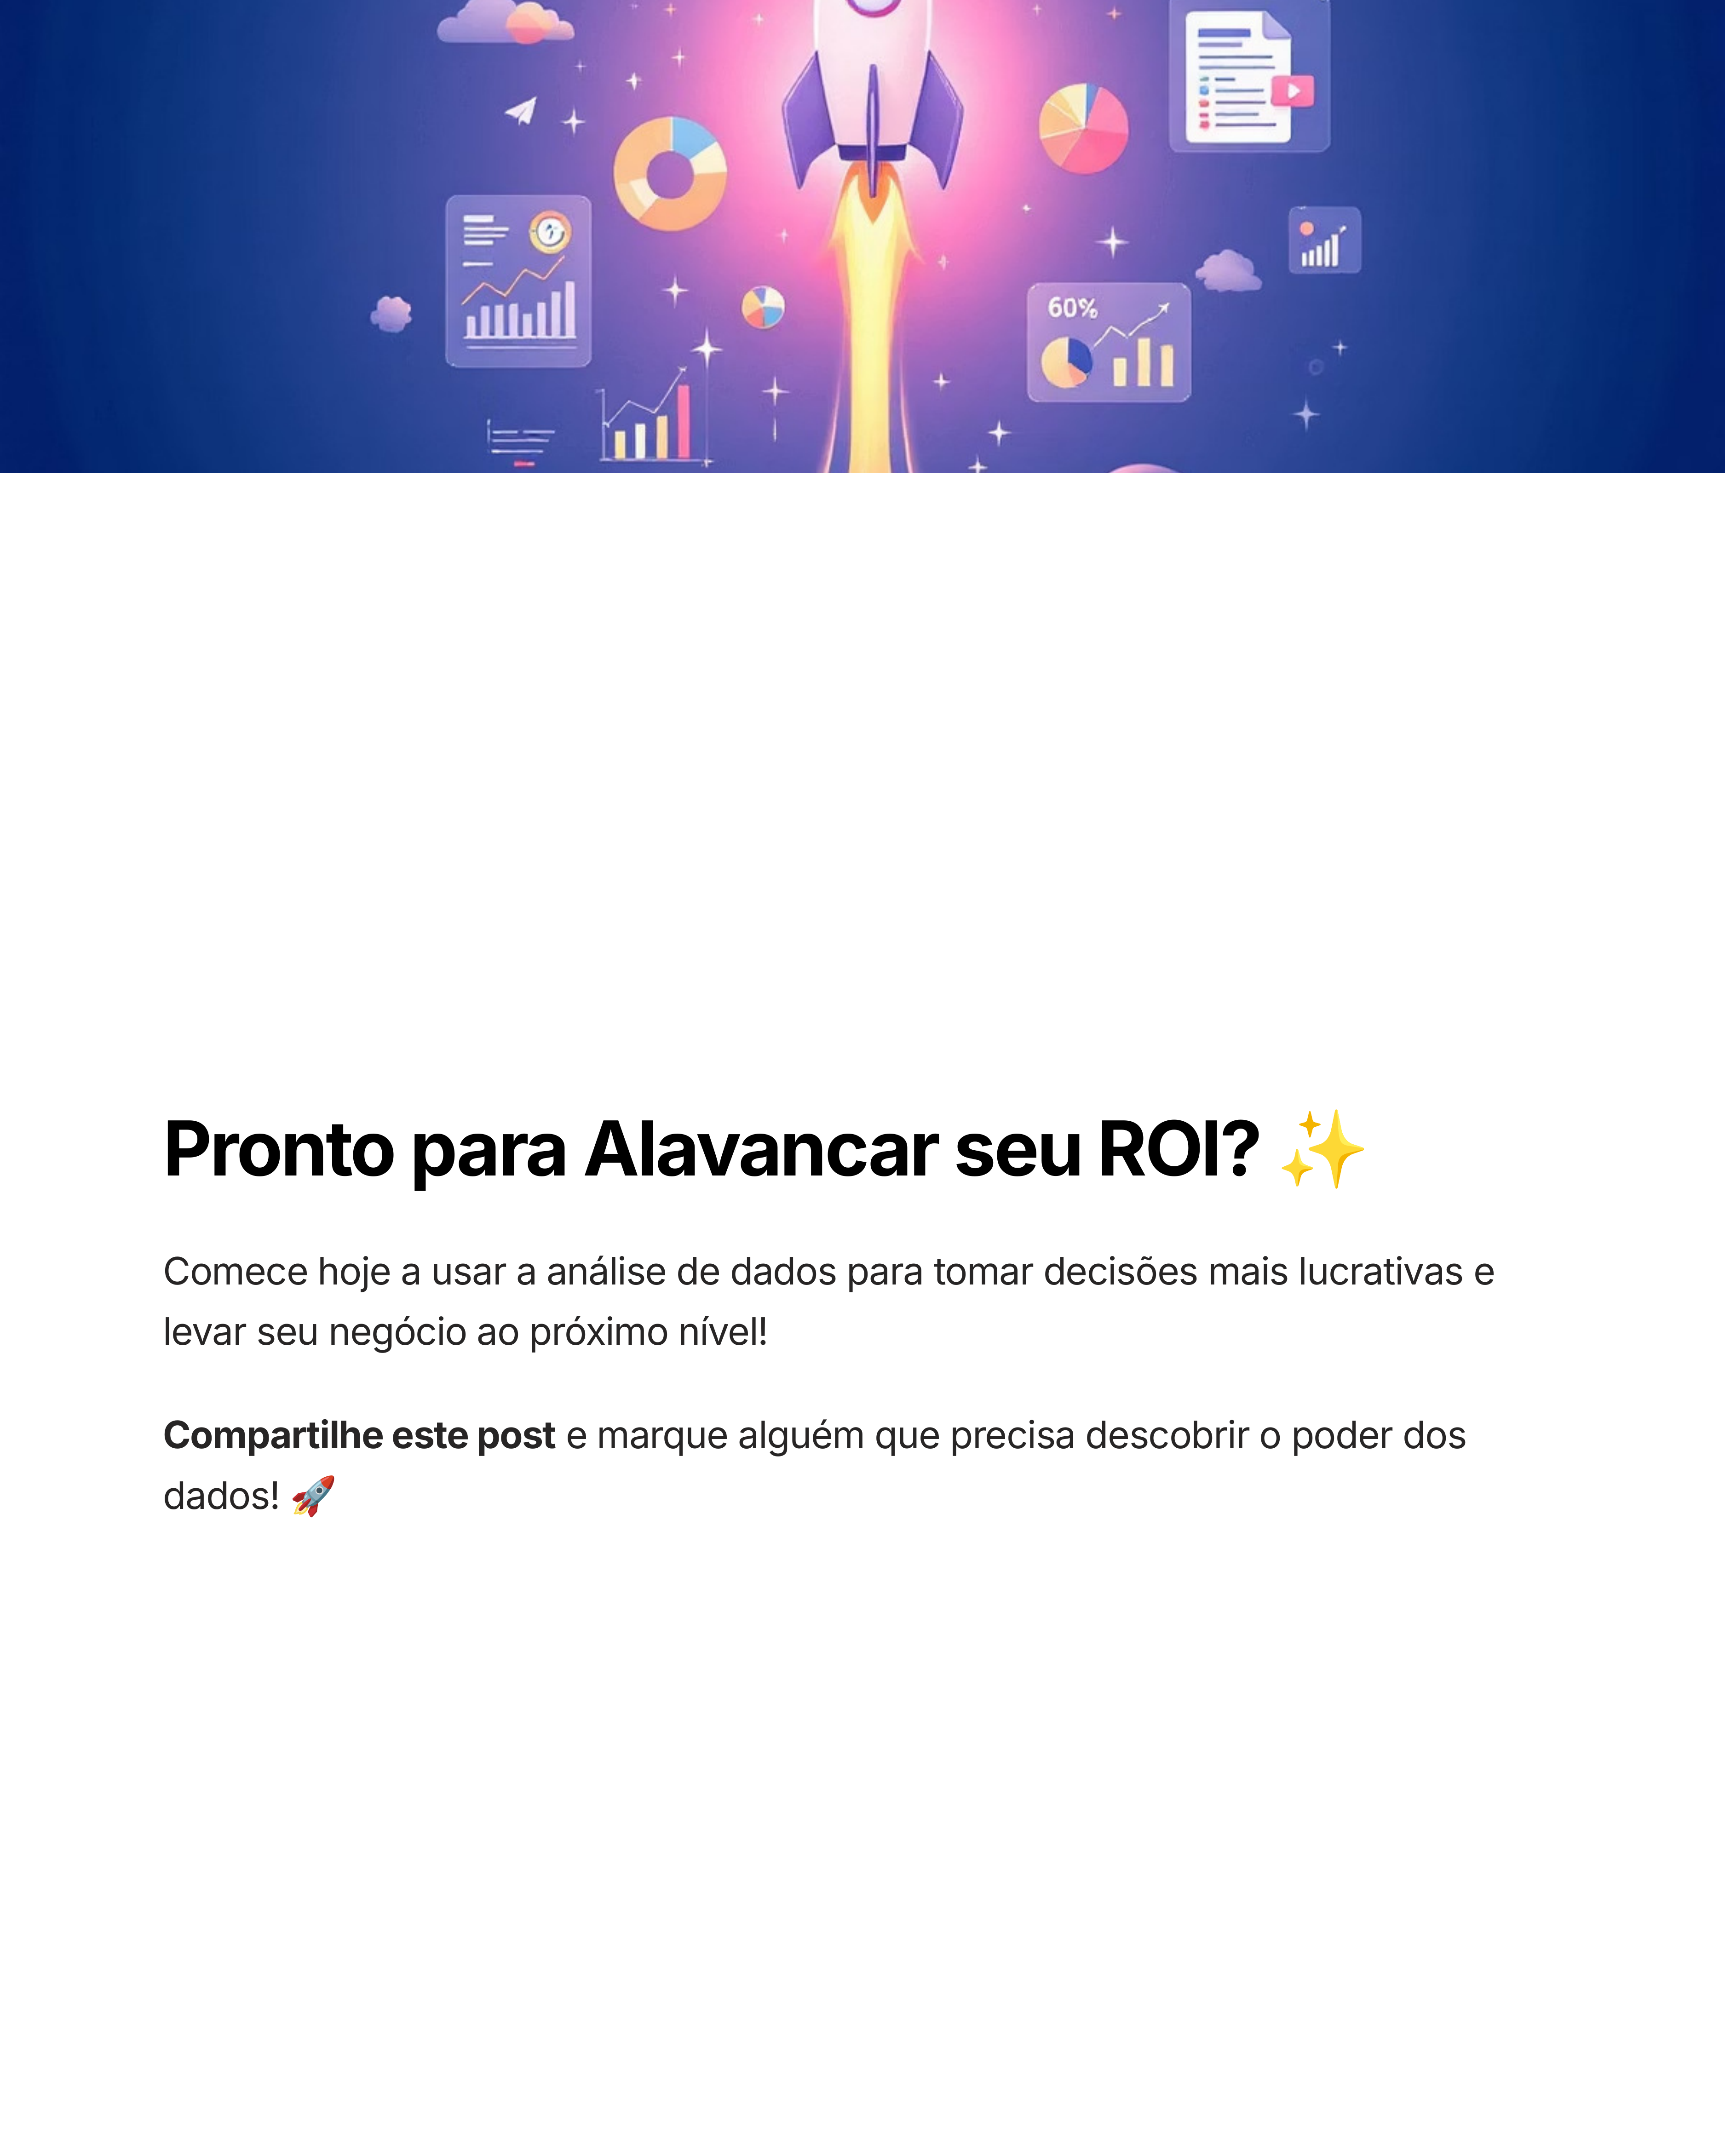 60%
Pronto para Alavancar seu ROI? ✨
Comece hoje a usar a análise de dados para tomar decisões mais lucrativas e
levar seu negócio ao próximo nível!
Compartilhe este post e marque alguém que precisa descobrir o poder dos
dados! 🚀